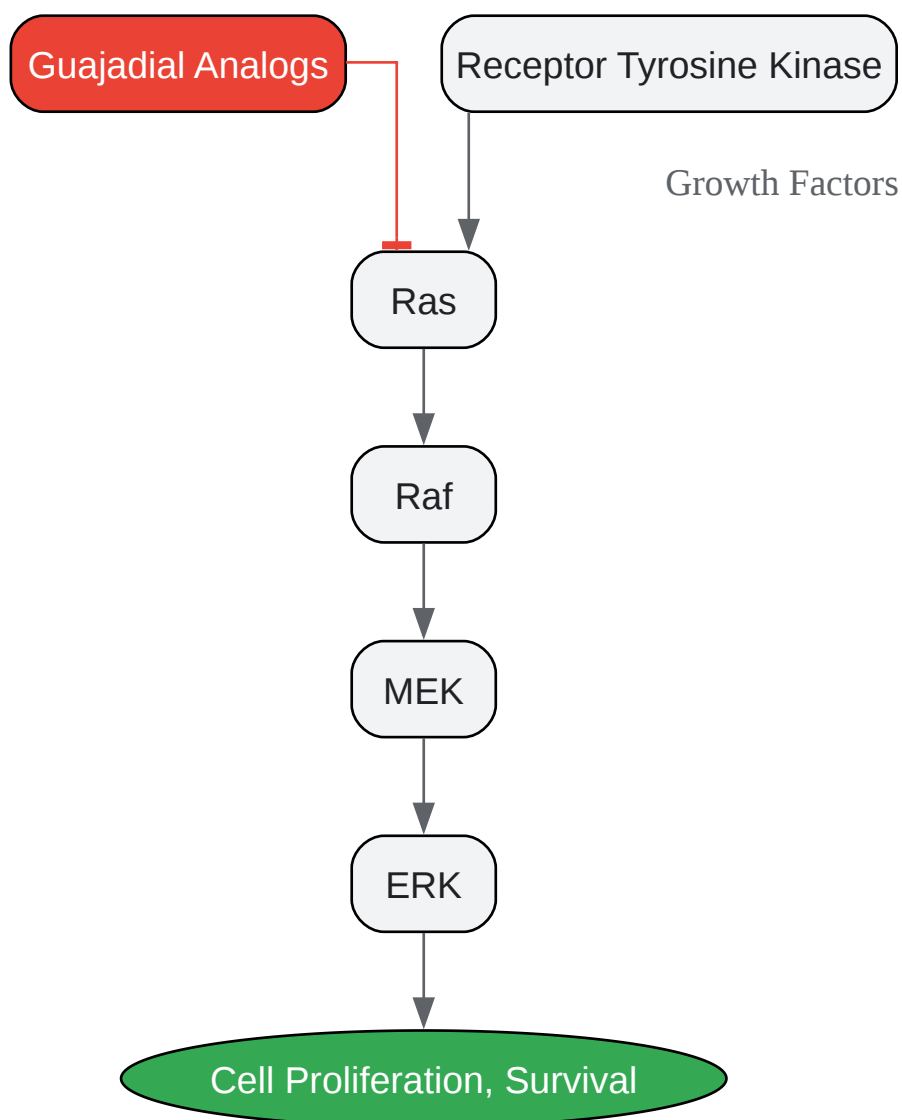 Guajadial Analogs
Receptor Tyrosine Kinase
Growth Factors
Ras
Raf
MEK
ERK
Cell Proliferation, Survival